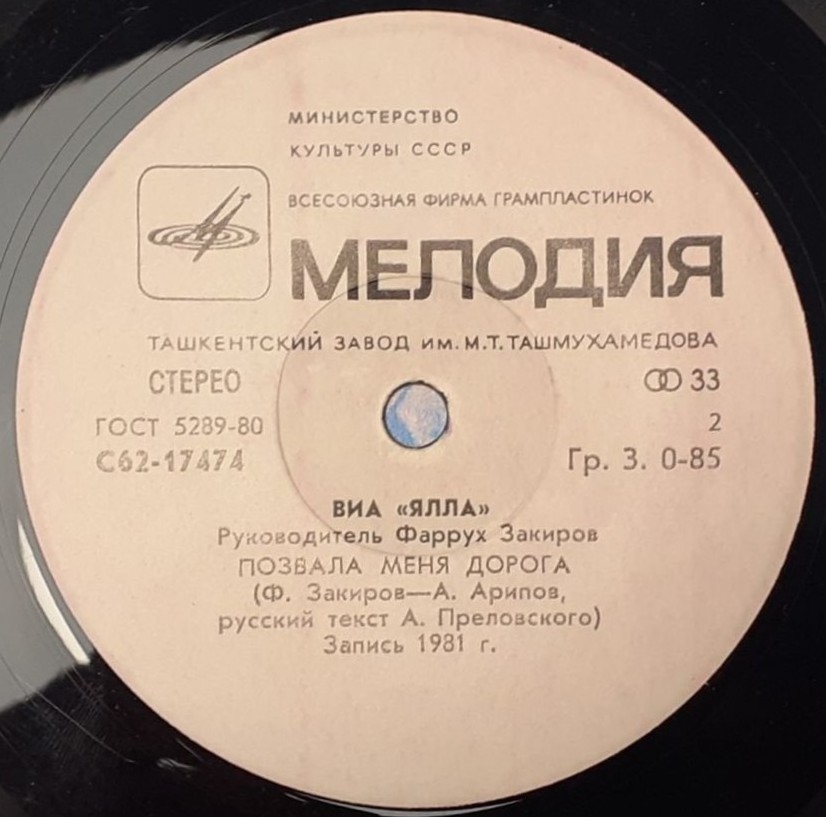 МИНИСТЕРСТВО
КУЛЬТУРЫ СССР
ВСЕСОЮЗНАЯ ФИРМА ГРАМПЛАСТИНОК
МЕЛОДИЯ
ТАШКЕНТСКИЙ ЗАВОД ИМ. М.Т. ТАШМУХАМЕДОВА
СТЕРЕО 33
ГОСТ 5289-80 2
С62-17474 Гр. 3. 0-85
ВИА «ЯЛЛА»
Руководитель Фаррух Закиров
ПОЗВАЛА МЕНЯ ДОРОГА
(Ф. Закиров—А. Арипов,
русский текст А. Преловского)
Запись 1981 г.